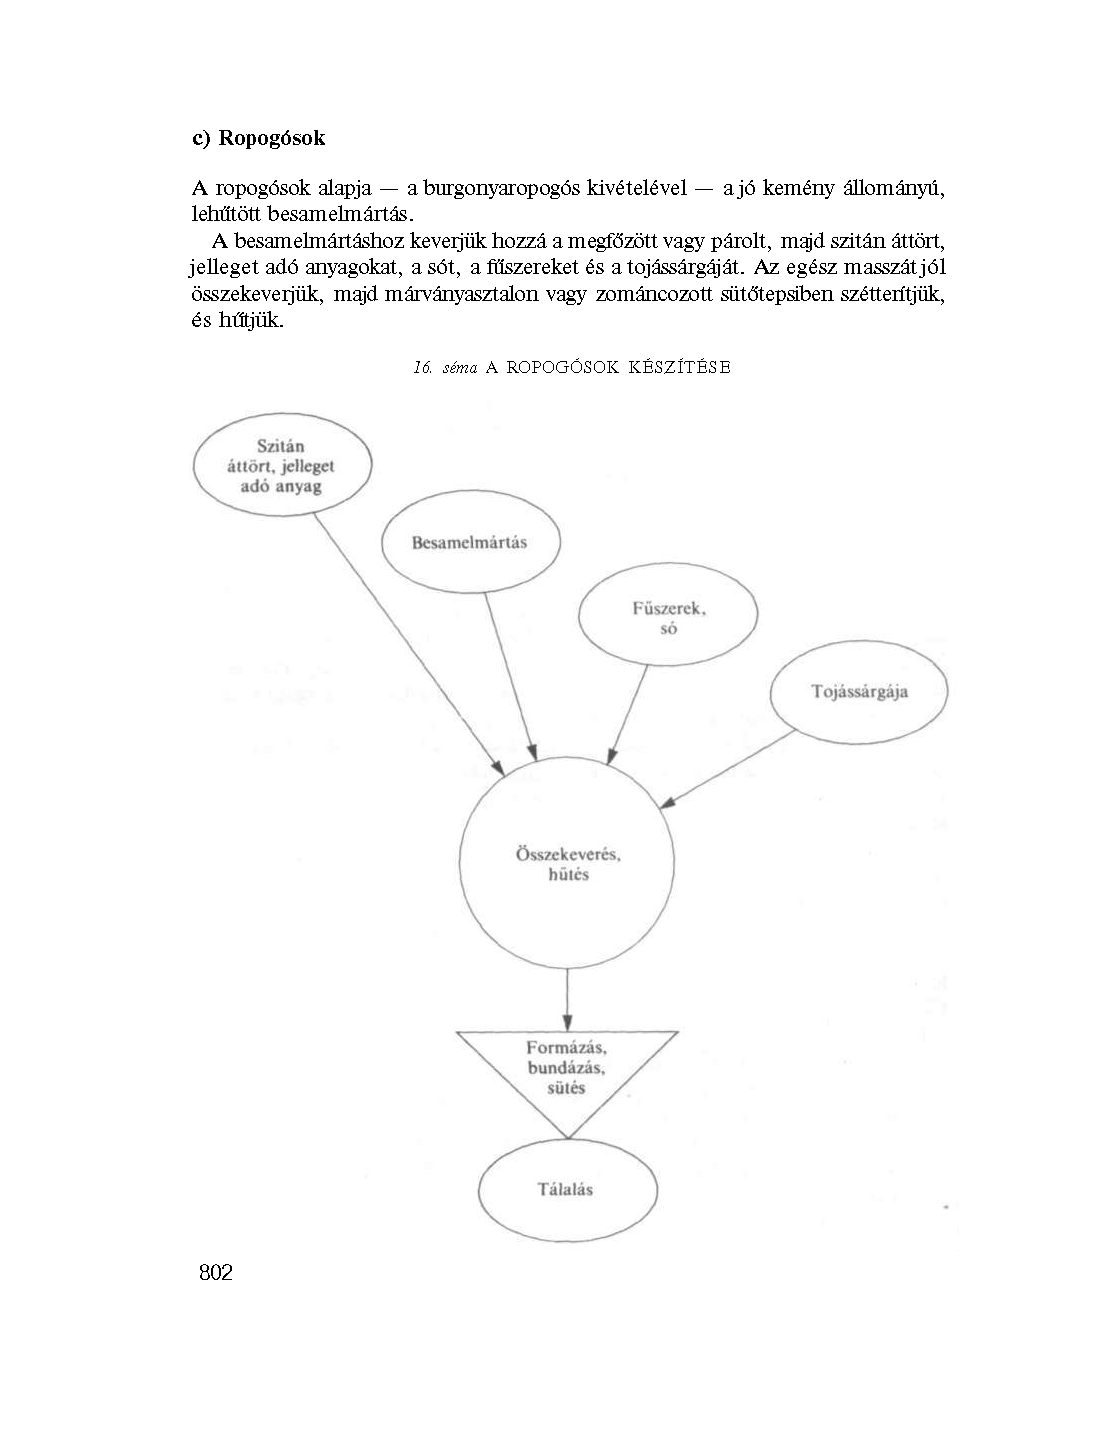 c) Ropogósok
A ropogósok alapja — a burgonyaropogós kivételével — a jó kemény állományú,
lehűtött besamelmártás.
A besamelmártáshoz keverjük hozzá a megfőzött vagy párolt, majd szitán áttört,
jelleget adó anyagokat, a sót, a fűszereket és a tojássárgáját. Az egész masszát jól
összekeverjük, majd márványasztalon vagy zománcozott sütőtepsiben szétterítjük,
és hűtjük.
16. séma A ROPOGÓSOK KÉSZÍTÉSE
Szitán
áttört, jelleget
adó anyag
Besamelmártás
Fűszerek,
só
Tojássárgája
Összekeverés,
hűtés
Formázás,
bundázás,
sütés
Tálalás
802